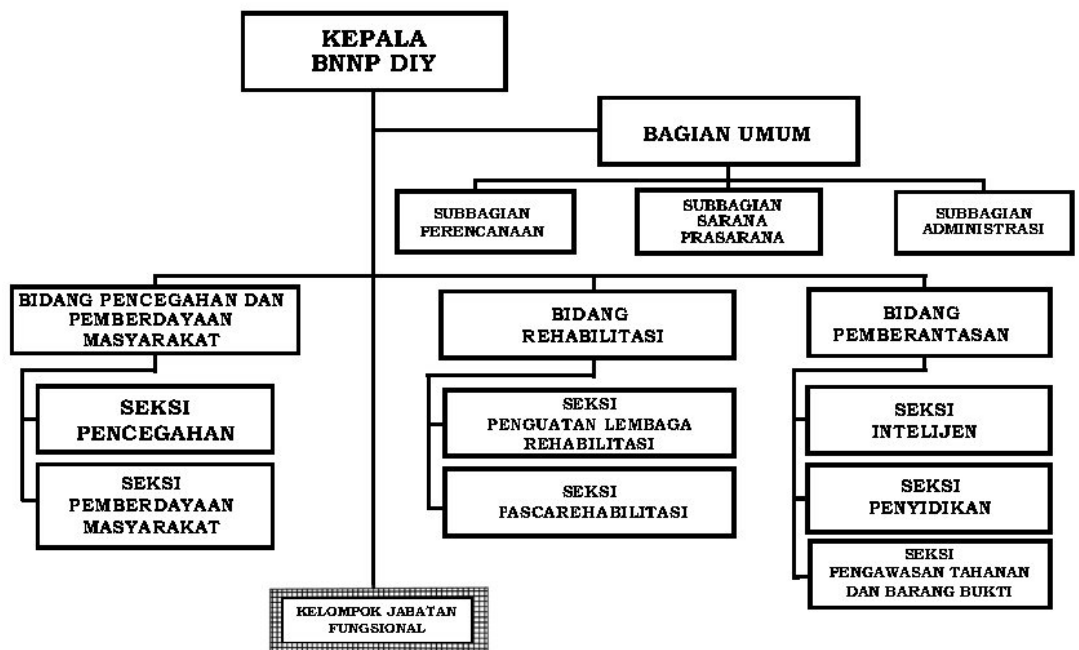 KEPALA
BNNP DIY
BAGIAN UMUM
SUBBAGIAN
PERENCANAAN
SUBBAGIAN
SARANA
PRASARANA
SUBBAGIAN
ADMINISTRASI
BIDANG PENCEGAHAN DAN
PEMBERDAYAAN
MASYARAKAT
BIDANG
REHABILITASI
BIDANG
PEMBERANTASAN
SEKSI
PENCEGAHAN
SEKSI
PEMBERDAYAAN
MASYARAKAT
SEKSI
PENGUATAN LEMBAGA
REHABILITASI
SEKSI
PASCAREHABILITASI
SEKSI
INTELIJEN
SEKSI
PENYIDIKAN
SEKSI
PENGAWASAN TAHANAN
DAN BARANG BUKTI
KELOMPOK JABATAN
FUNGSIONAL